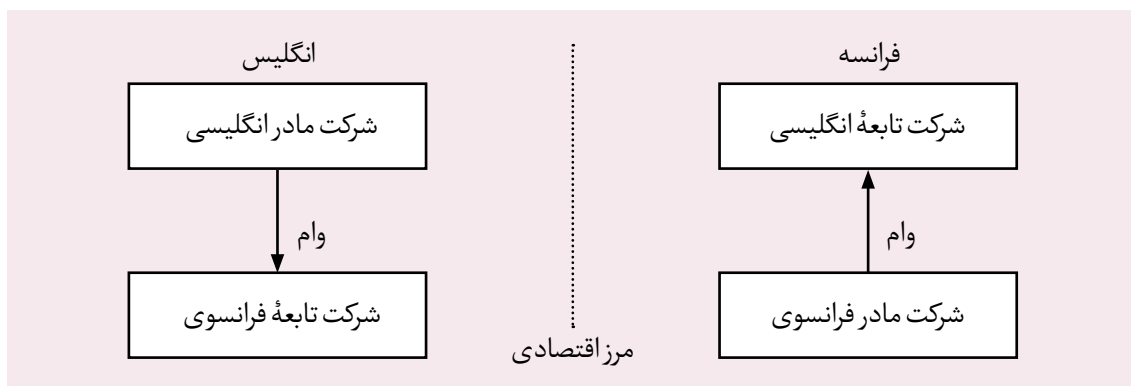 فرانسه
انگلیس
شرکت تابعهٔ انگلیسی
شرکت مادر انگلیسی
وام
وام
شرکت مادر فرانسوی
شرکت تابعهٔ فرانسوی
مرز اقتصادی